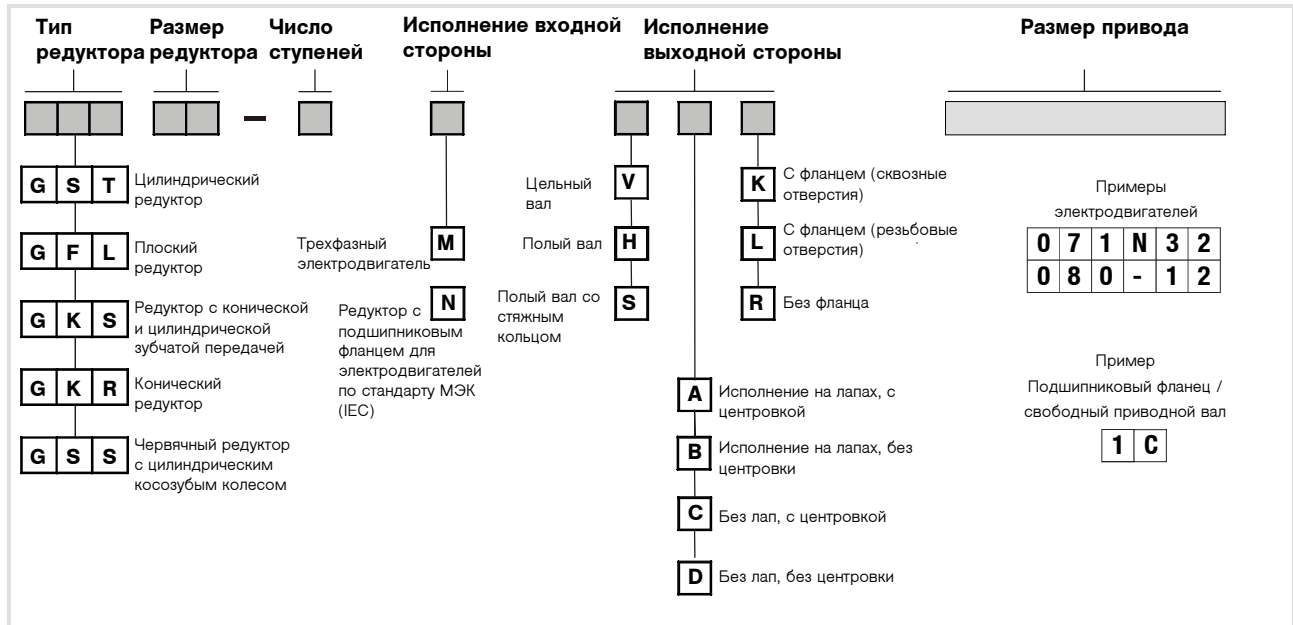 Тип редуктора
Размер редуктора
Число ступеней
Исполнение входной стороны
Исполнение выходной стороны
Размер привода
–
G S T
Цилиндрический
редуктор
G F L
Плоский
редуктор
G K S
Редуктор с конической
и цилиндрической
зубчатой передачей
G K R
Конический
редуктор
G S S
Червячный редуктор
с цилиндрическим
косозубым колесом
Трехфазный
электродвигатель
M
N
Редуктор с
подшипниковым
фланцем для
электродвигателей
по стандарту МЭК
(IEC)
Цельный
вал
V
Полый вал
H
Полый вал со
стяжным
кольцом
S
A
Исполнение на лапах, с
центровкой
B
Исполнение на лапах, без
центровки
C
Без лап, с центровкой
D
Без лап, без центровки
K
С фланцем (сквозные
отверстия)
L
С фланцем (резьбовые
отверстия)
R
Без фланца
Примеры
электродвигателей
0 7 1 N 3 2
0 8 0 - 1 2
Пример
Подшипниковый фланец /
свободный приводной вал
1 C